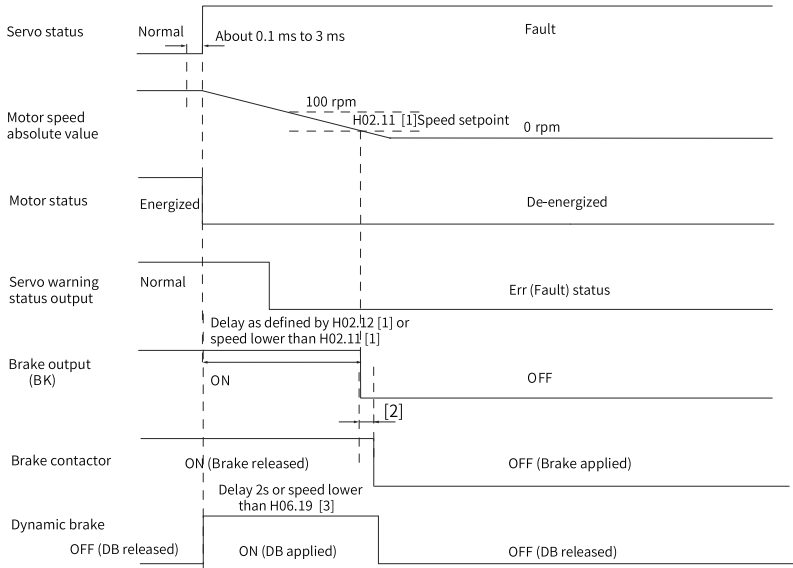 Servo status
Normal
About 0.1 ms to 3 ms
Fault
Motor speed
absolute value
100 rpm
H02.11 [1]Speed setpoint
0 rpm
Motor status
Energized
De-energized
Servo warning
status output
Normal
Err (Fault) status
Delay as defined by H02.12 [1] or
speed lower than H02.11 [1]
Brake output
(BK)
ON
OFF
[2]
Brake contactor
ON (Brake released)
OFF (Brake applied)
Delay 2s or speed lower
than H06.19 [3]
Dynamic brake
OFF (DB released)
ON (DB applied)
OFF (DB released)